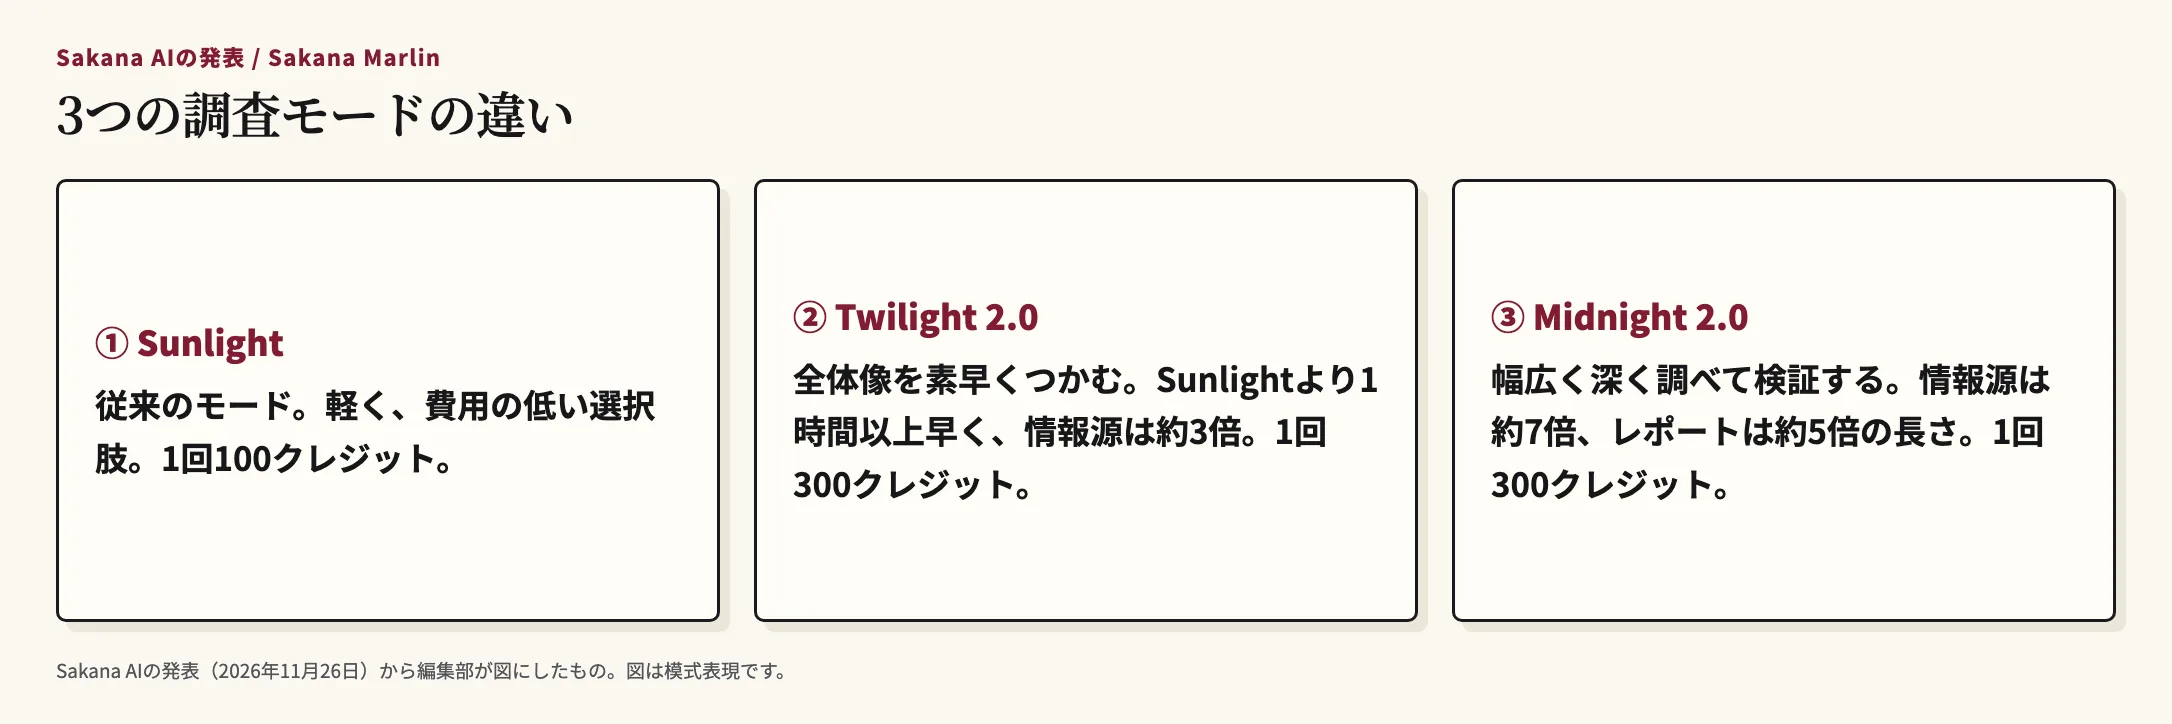 Sakana AIの発表 / Sakana Marlin
3つの調査モードの違い
① Sunlight
従来のモード。軽く、費用の低い選択
肢。1回100クレジット。
② Twilight 2.0
全体像を素早くつかむ。Sunlightより1
時間以上早く、情報源は約3倍。1回
300クレジット。
③ Midnight 2.0
幅広く深く調べて検証する。情報源は
約7倍、レポートは約5倍の長さ。1回
300クレジット。
Sakana AIの発表（2026年11月26日）から編集部が図にしたもの。図は模式表現です。